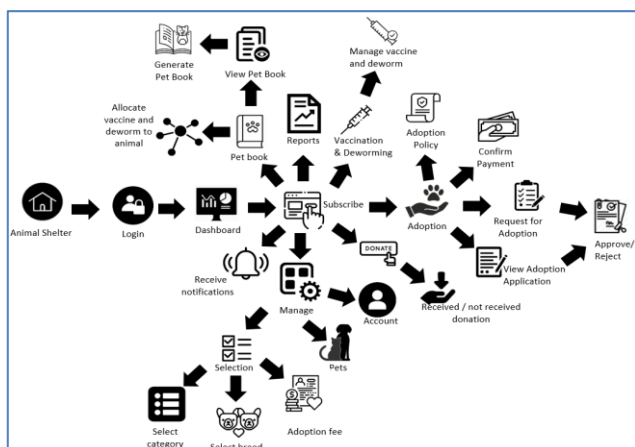 Manage vaccine
and deworm
Generate
Pet Book
View Pet Book
Allocate
vaccine and
deworm to
animal
Pet book
Reports
Vaccination
& Deworming
Adoption
Policy
Confirm
Payment
Animal Shelter
Login
Dashboard
Subscribe
Adoption
Request for
Adoption
Approve/
Reject
DONATE
View Adoption
Application
Receive
notifications
Manage
Account
Received / not received
donation
Selection
Pets
Select
category
Select breed
Adoption fee